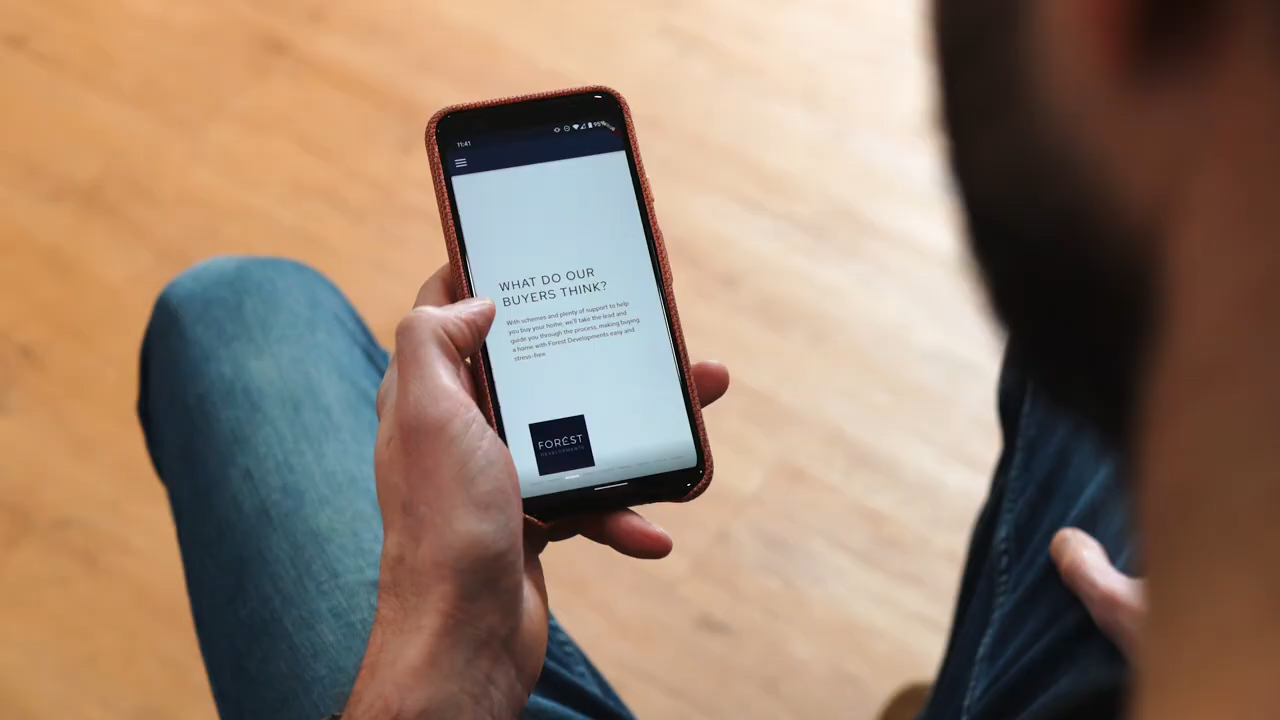 11:41
95%
WHAT DO OUR
BUYERS THINK?
With schemes and plenty of support to help
you buy your home, we'll take the lead and
guide you through the process, making buying
a home with Forest Developments easy and
stress-free
FORÉST
DEVELOPMENTS